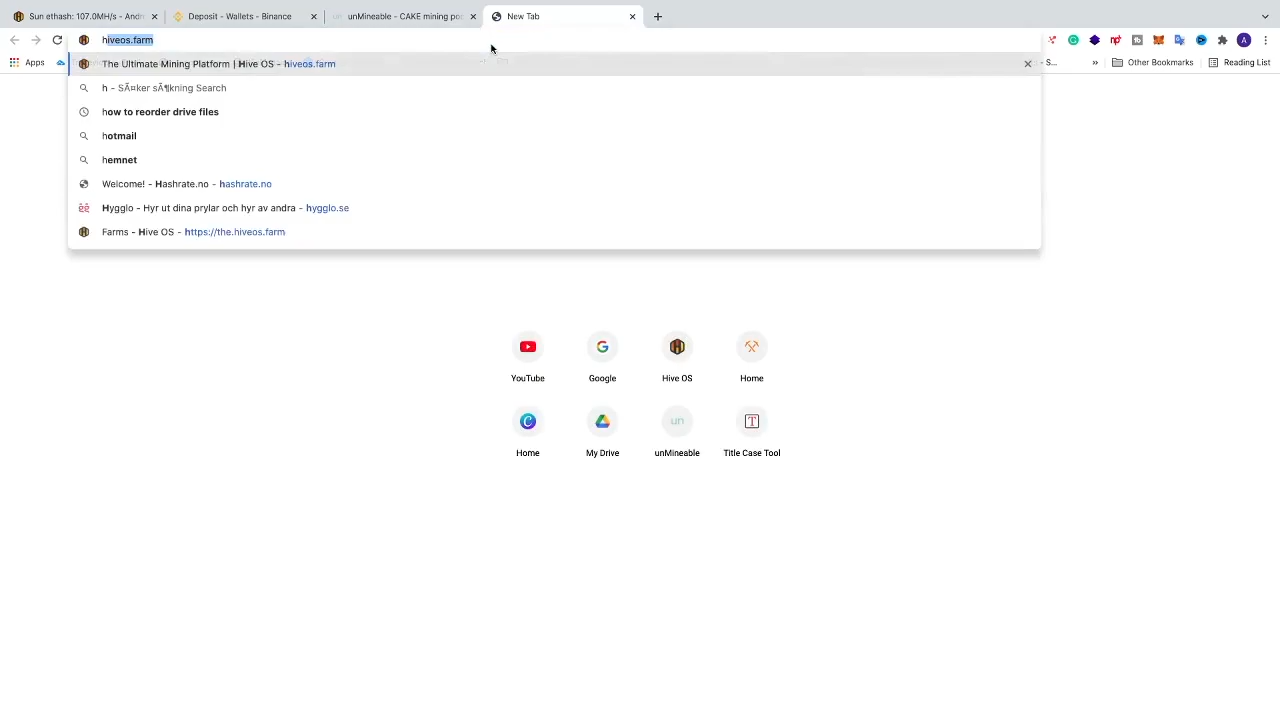 Sun ethash: 107.0MH/s - Andr
Deposit - Wallets - Binance
unMineable - CAKE mining po
New Tab
hiveos.farm
Apps
- S...
»
Other Bookmarks
Reading List
The Ultimate Mining Platform | Hive OS - hiveos.farm
h - SÃ¤ker sÃ¶kning Search
how to reorder drive files
hotmail
hemnet
Welcome! - Hashrate.no - hashrate.no
Hygglo - Hyr ut dina prylar och hyr av andra - hygglo.se
Farms - Hive OS - https://the.hiveos.farm
YouTube
Google
Hive OS
Home
Home
My Drive
un
unMineable
T
Title Case Tool